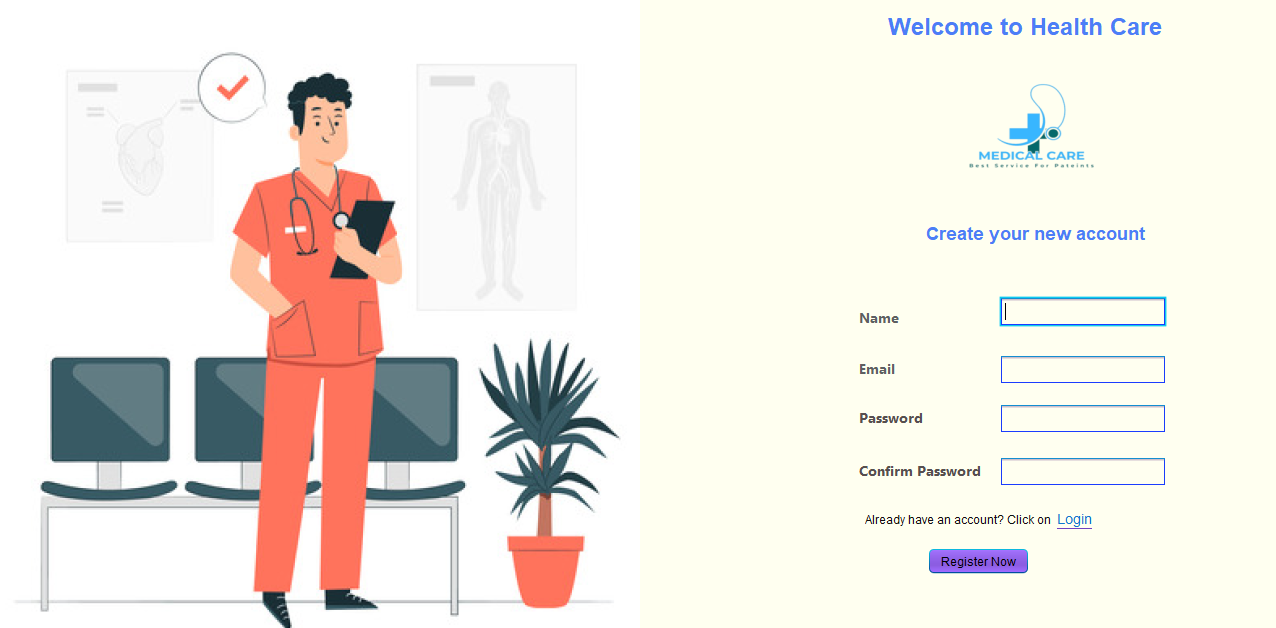 Welcome to Health Care
MEDICAL CARE
Best Service For Pateints
Create your new account
Name
Email
Password
Confirm Password
Already have an account? Click on Login
Register Now